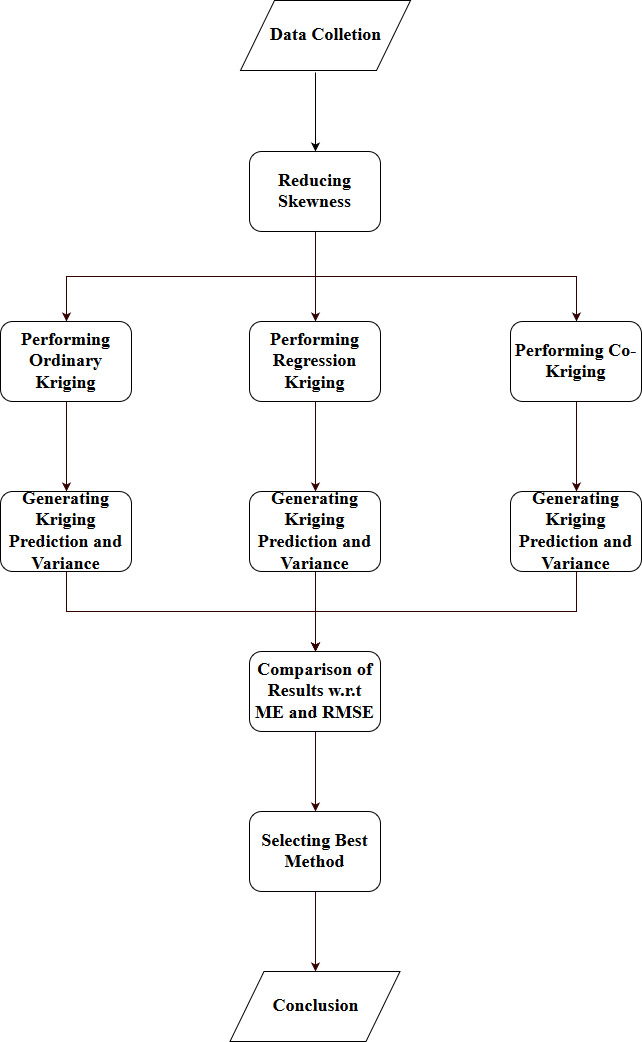 Data Colletion
Reducing
Skewness
Performing
Ordinary
Kriging
Performing
Regression
Kriging
Performing Co-
Kriging
Generating
Kriging
Prediction and
Variance
Generating
Kriging
Prediction and
Variance
Generating
Kriging
Prediction and
Variance
Comparison of
Results w.r.t
ME and RMSE
Selecting Best
Method
Conclusion